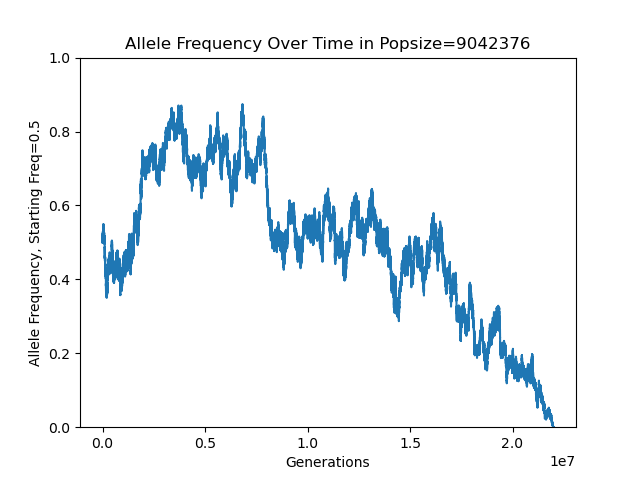 Allele Frequency Over Time in Popsize=9042376
Allele Frequency, Starting Freq=0.5
1.0
0.8
0.6
0.4
0.2
0.0
0.0 0.5 1.0 1.5 2.0
1e7
Generations